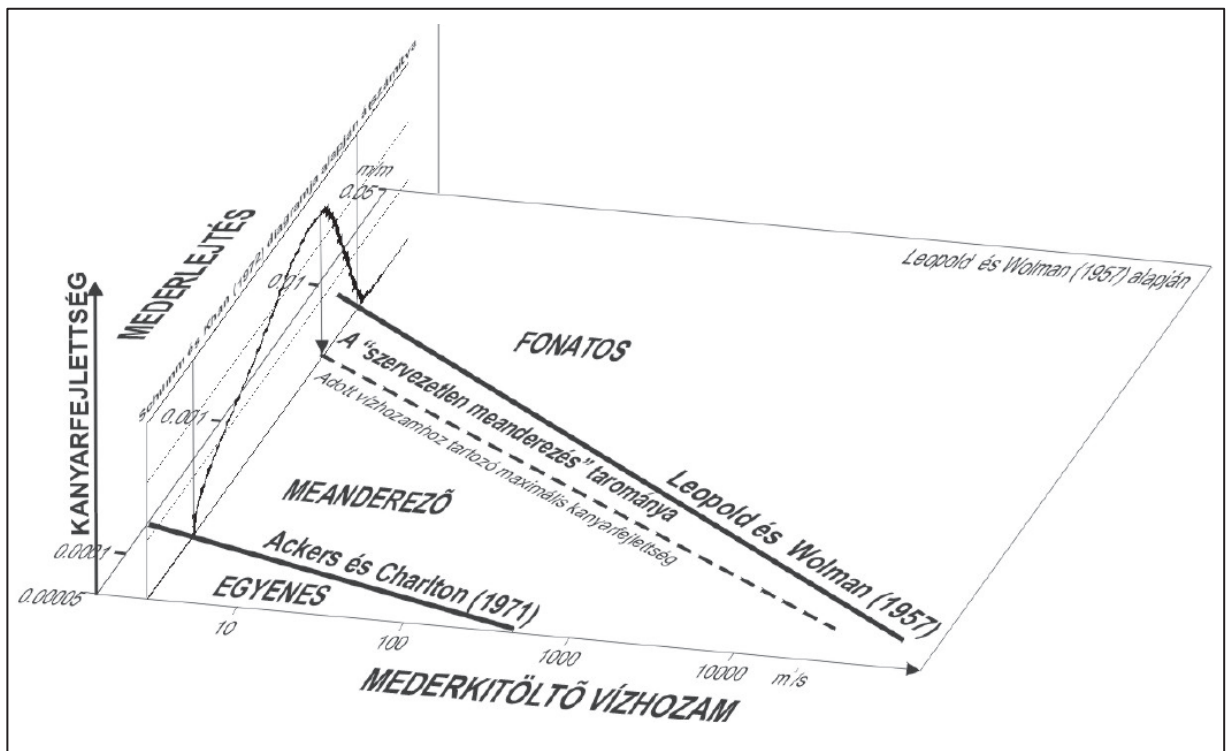 Schumm és Khan (1972) diagramja alapján átszámítva
MEDERLEJTÉS
KANYARFEJLETTSÉG
m/m
0.05
0.01
0.001
0.0001
0.00005
Leopold és Wolman (1957) alapján
FONATOS
A "szervezetlen meanderezés" tarománya
Adott vízhozamhoz tartozó maximális kanyarfejlettség
Leopold és Wolman (1957)
MEANDEREZŐ
Ackers és Charlton (1971)
EGYENES
10
100
1000
10000
m³/s
MEDERKITÖLTŐ VÍZHOZAM